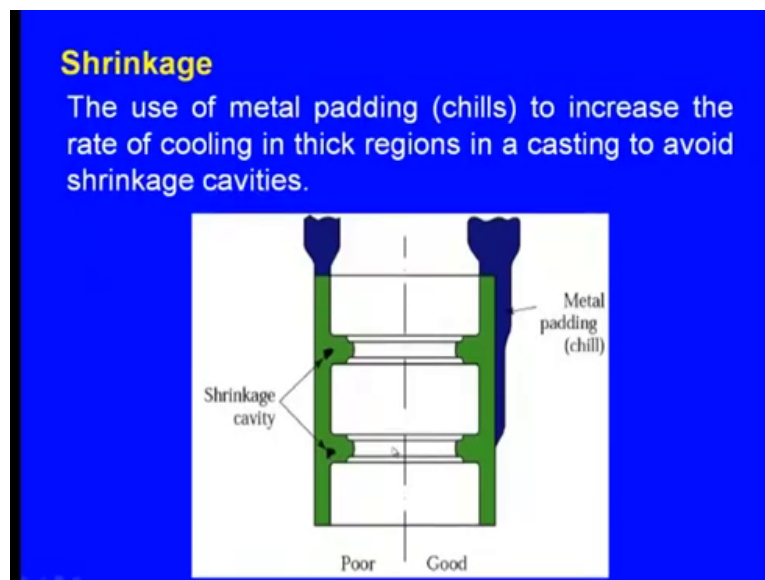 Shrinkage
The use of metal padding (chills) to increase the
rate of cooling in thick regions in a casting to avoid
shrinkage cavities.
Metal
padding
(chill)
Shrinkage
cavity
Poor
Good